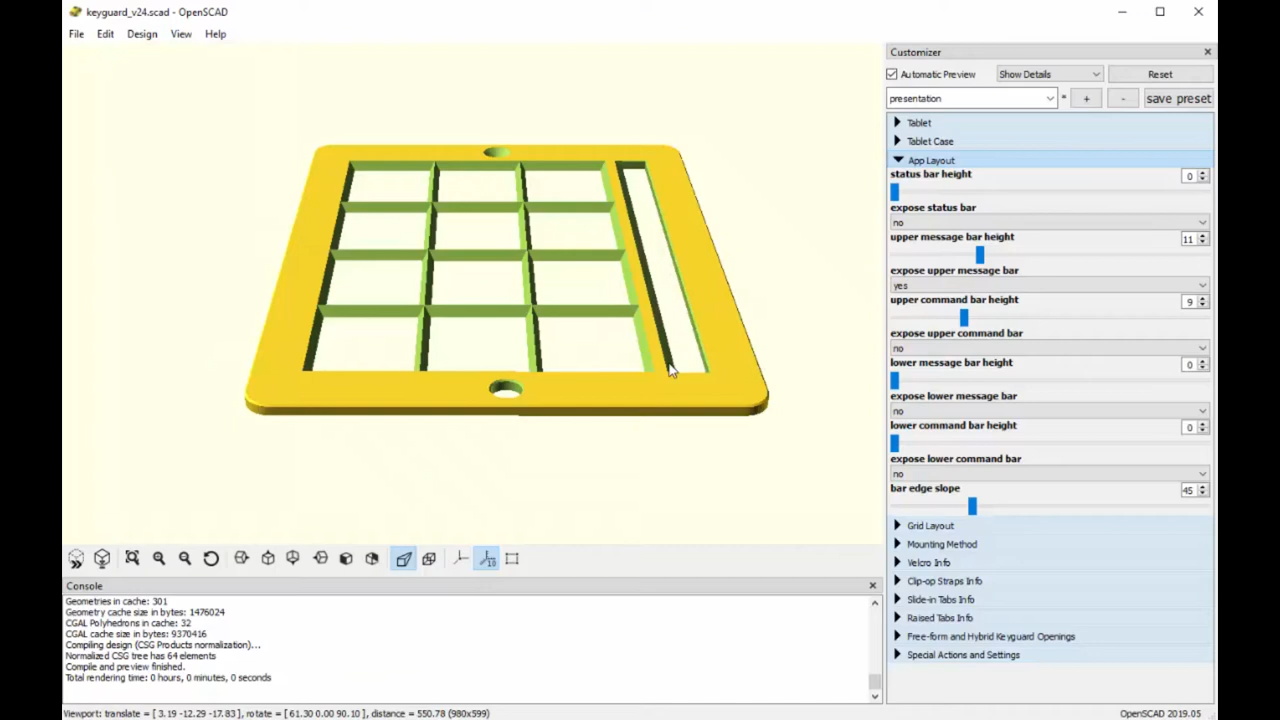 keyguard_v24.scad - OpenSCAD
File Edit Design View Help
Customizer
Automatic Preview Show Details Reset
presentation * + - save preset
Tablet
Tablet Case
App Layout
status bar height
0
expose status bar
no
upper message bar height
11
expose upper message bar
yes
upper command bar height
9
expose upper command bar
no
lower message bar height
0
expose lower message bar
no
lower command bar height
0
expose lower command bar
no
bar edge slope
45
Grid Layout
Mounting Method
Velcro Info
Clip-op Straps Info
Slide-in Tabs Info
Raised Tabs Info
Free-form and Hybrid Keyguard Openings
Special Actions and Settings
Console
Geometries in cache: 301
Geometry cache size in bytes: 1476024
CGAL Polyhedrons in cache: 32
CGAL cache size in bytes: 9370416
Compiling design (CSG Products normalization)...
Normalized CSG tree has 64 elements
Compile and preview finished.
Total rendering time: 0 hours, 0 minutes, 0 seconds
Viewport: translate = [ 3.19 -12.29 -17.83 ], rotate = [ 61.30 0.00 90.10 ], distance = 550.78 (980x599)
OpenSCAD 2019.05